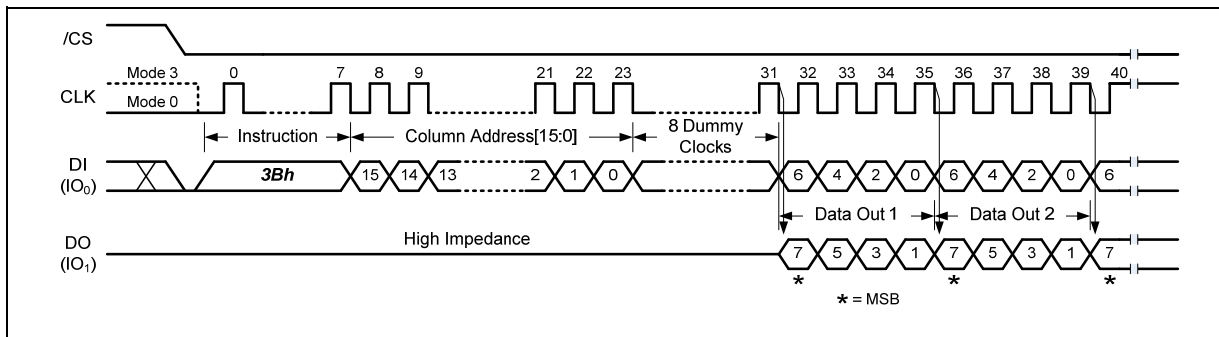 /CS
Mode 3 0 7 8 9 21 22 23 31 32 33 34 35 36 37 38 39 40
CLK
Mode 0
Instruction Column Address[15:0] 8 Dummy
Clocks
DI
(IO0)
3Bh 15 14 13 2 1 0 6 4 2 0 6 4 2 0 6
Data Out 1 Data Out 2
High Impedance
DO
(IO1)
7 5 3 1 7 5 3 1 7
* * *
* = MSB